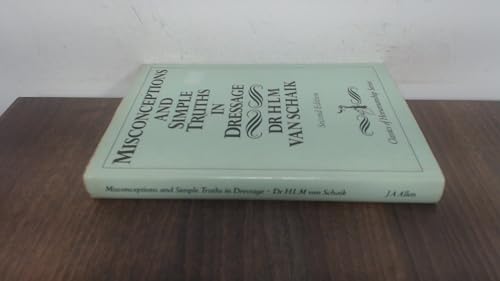 MISCONCEPTIONS
AND
SIMPLE
TRUTHS
IN
DRESSAGE
DR H L M
VAN SCHAIK
Second Edition
Classics of Horsemanship Series
Misconceptions and Simple Truths in Dressage – Dr H L M van Schaik J A Allen